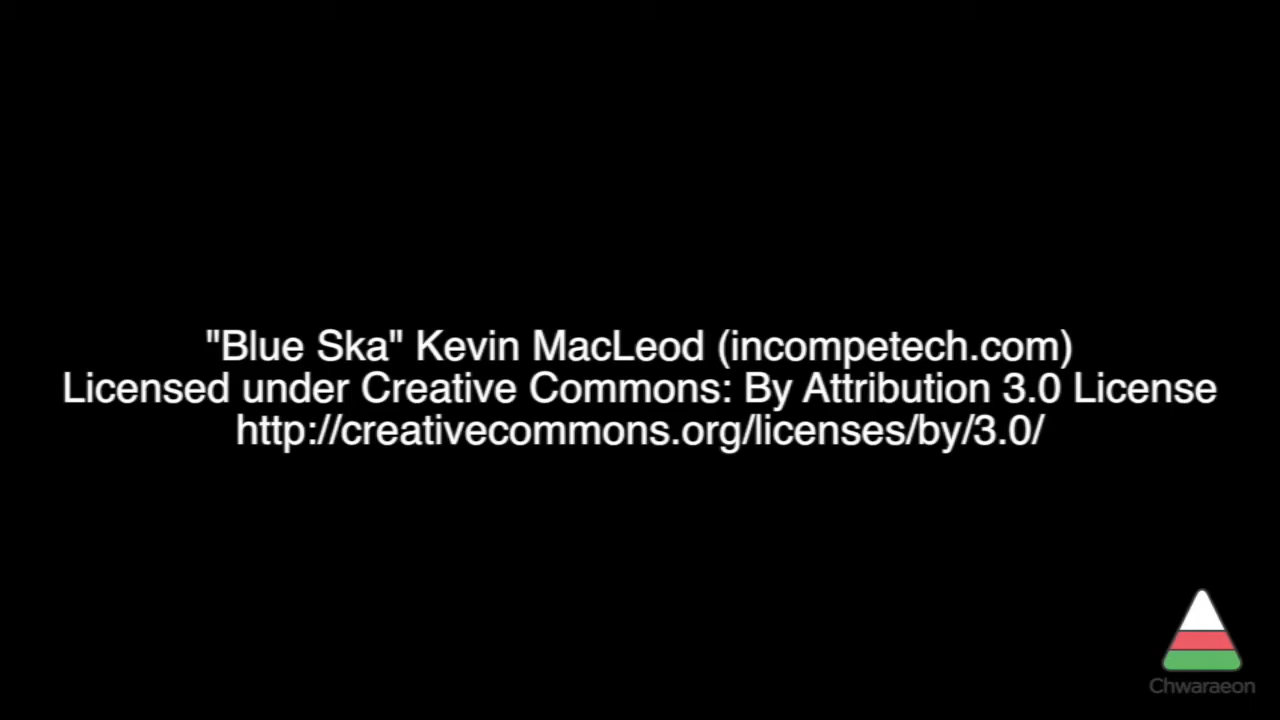 "Blue Ska" Kevin MacLeod (incompetech.com)
Licensed under Creative Commons: By Attribution 3.0 License
http://creativecommons.org/licenses/by/3.0/
Chwaraeon